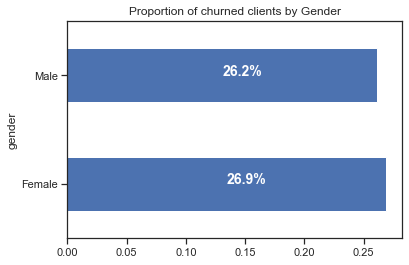 Proportion of churned clients by Gender
Male
26.2%
gender
Female
26.9%
0.00 0.05 0.10 0.15 0.20 0.25